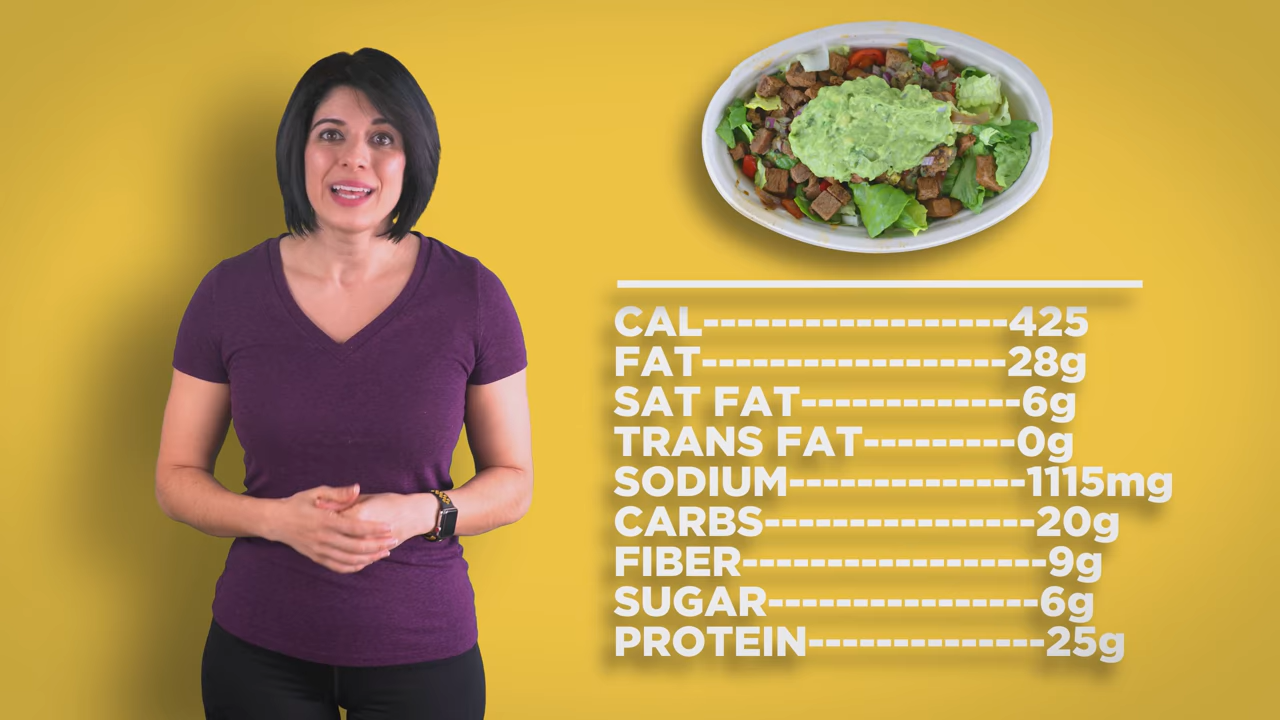 CAL------------------425
FAT------------------28g
SAT FAT-------------6g
TRANS FAT---------0g
SODIUM--------------1115mg
CARBS----------------20g
FIBER------------------9g
SUGAR----------------6g
PROTEIN--------------25g